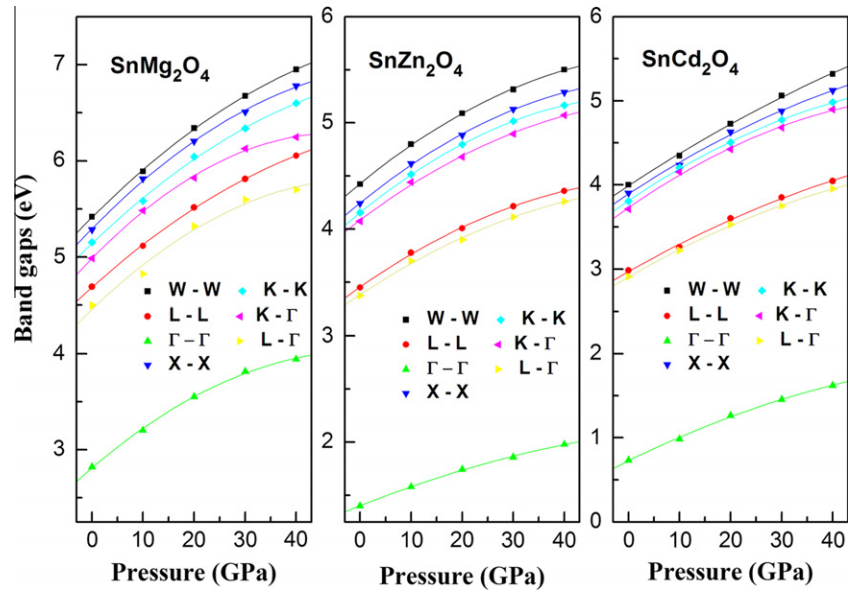 Band gaps (eV)
7
6
5
4
3
SnMg₂O₄
W - W
K - K
L - L
K - Γ
Γ – Γ
L - Γ
X - X
0 10 20 30 40
Pressure (GPa)
6
5
4
2
SnZn₂O₄
W - W
K - K
L - L
K - Γ
Γ – Γ
L - Γ
X - X
0 10 20 30 40
Pressure (GPa)
6
5
4
3
2
1
0
SnCd₂O₄
W - W
K - K
L - L
K - Γ
Γ – Γ
L - Γ
X - X
0 10 20 30 40
Pressure (GPa)